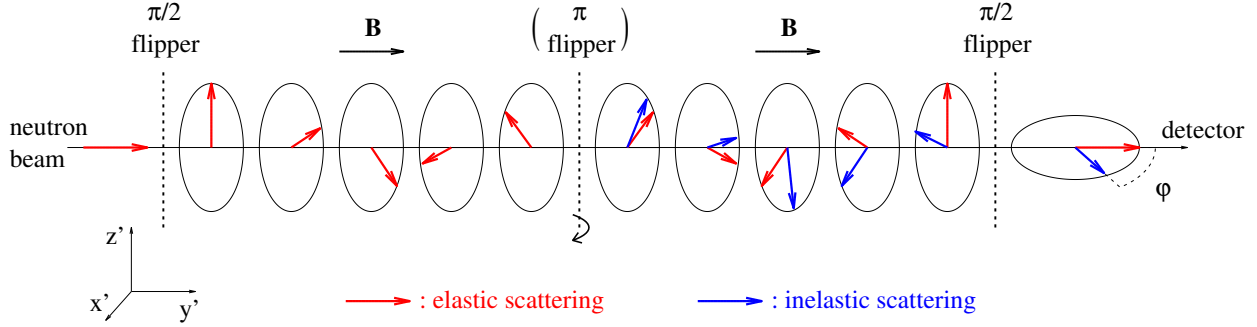 π/2
flipper
B
( π
flipper )
B
π/2
flipper
neutron
beam
detector
φ
z'
x'
y'
: elastic scattering
: inelastic scattering